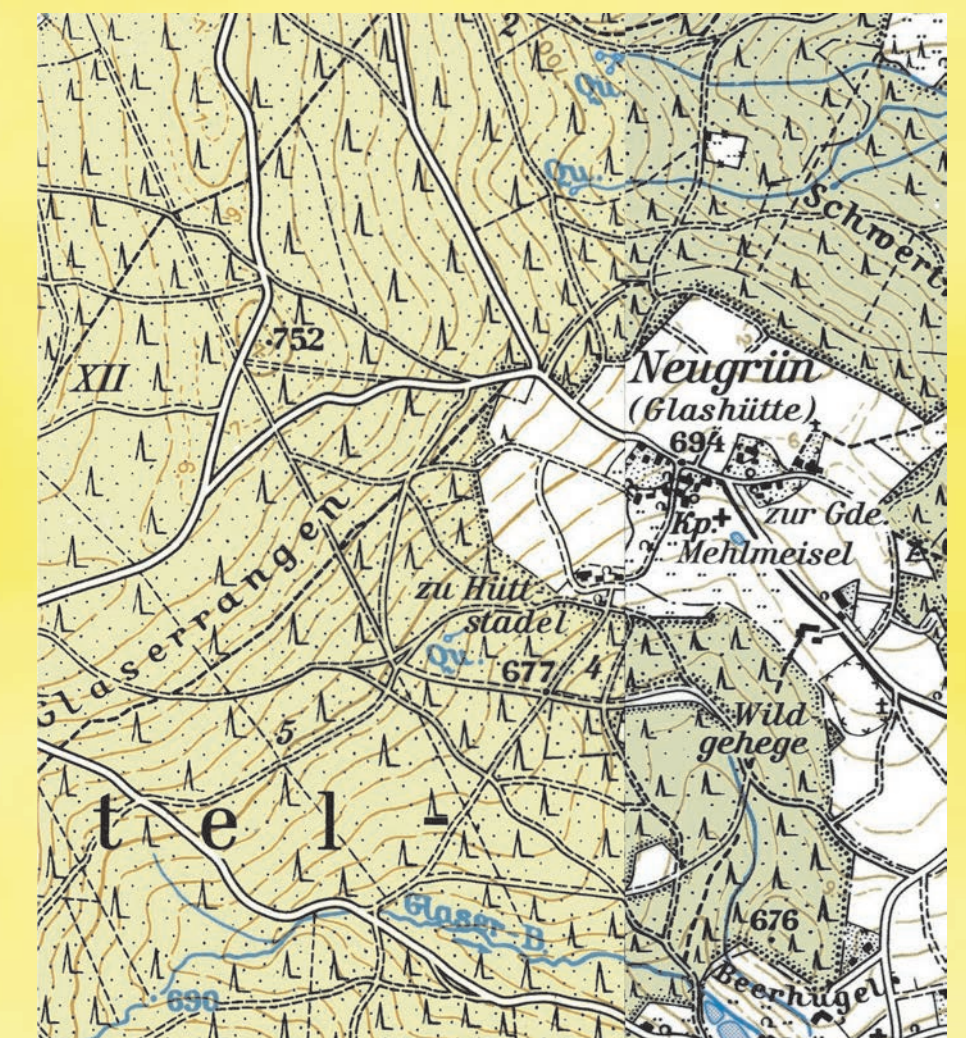 2
Qu.
Qu.
Schwert
752
XII
Neugrün
(Glashütte)
694
Kp.
zur Gde.
Mehlmeisel
Glaserrangen
zu Hütt-
stadel
Qu.
677
4
5
Wild
gehege
tel-
Glaser-B.
676
690
Beerhügel